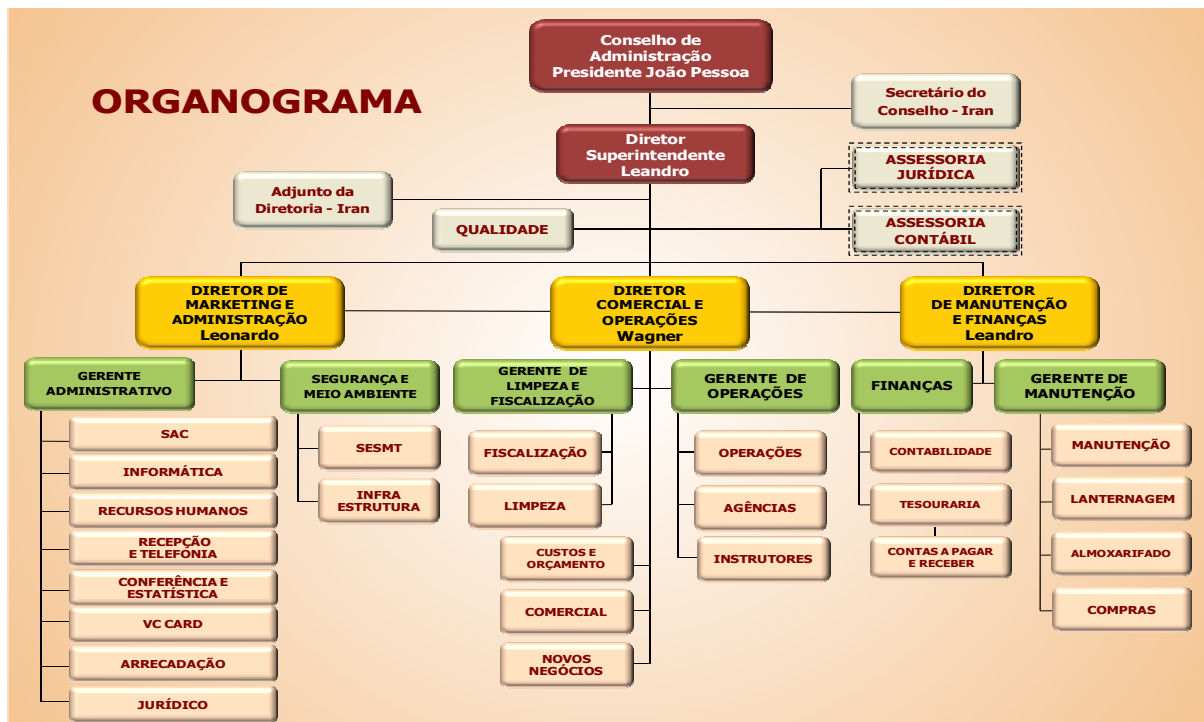 Conselho de
Administração
Presidente João Pessoa
ORGANOGRAMA
Secretário do
Conselho - Iran
Diretor
Superintendente
Leandro
ASSESSORIA
JURÍDICA
Adjunto da
Diretoria - Iran
QUALIDADE
ASSESSORIA
CONTÁBIL
DIRETOR DE
MARKETING E
ADMINISTRAÇÃO
Leonardo
DIRETOR
COMERCIAL E
OPERAÇÕES
Wagner
DIRETOR
DE MANUTENÇÃO
E FINANÇAS
Leandro
GERENTE
ADMINISTRATIVO
SEGURANÇA E
MEIO AMBIENTE
GERENTE DE
LIMPEZA E
FISCALIZAÇÃO
GERENTE DE
OPERAÇÕES
FINANÇAS
GERENTE DE
MANUTENÇÃO
SAC
INFORMÁTICA
RECURSOS HUMANOS
RECEPÇÃO
E TELEFÔNIA
CONFERÊNCIA E
ESTATÍSTICA
VC CARD
ARRECADAÇÃO
JURÍDICO
SESMT
INFRA
ESTRUTURA
FISCALIZAÇÃO
LIMPEZA
CUSTOS E
ORÇAMENTO
COMERCIAL
NOVOS
NEGÓCIOS
OPERAÇÕES
AGÊNCIAS
INSTRUTORES
CONTABILIDADE
TESOURARIA
CONTAS A PAGAR
E RECEBER
MANUTENÇÃO
LANTERNAGEM
ALMOXARIFADO
COMPRAS